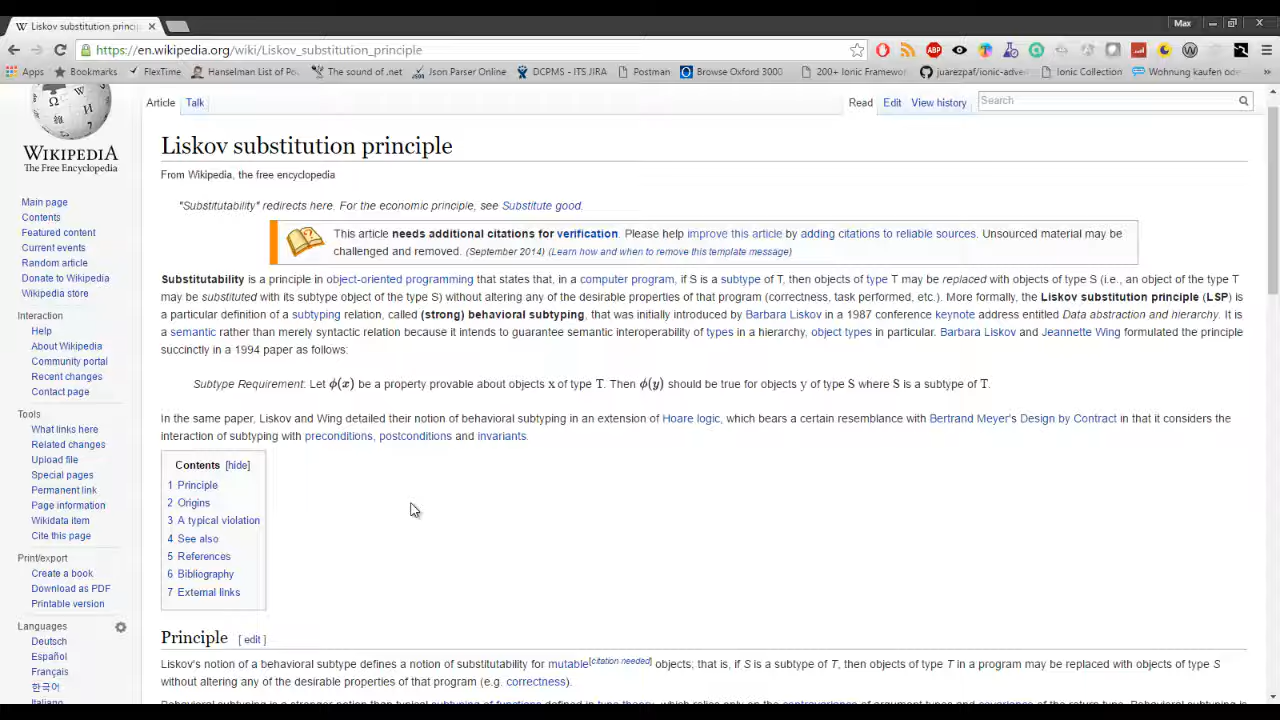 Liskov substitution princip
Max
https://en.wikipedia.org/wiki/Liskov_substitution_principle
Apps Bookmarks FlexTime Hanselman List of Po The sound of .net Json Parser Online DCPMS - ITS JIRA Postman Browse Oxford 3000 200+ Ionic Framewor juarezpaf/ionic-adve Ionic Collection Wohnung kaufen ode »
WIKIPEDIA
The Free Encyclopedia
Main page
Contents
Featured content
Current events
Random article
Donate to Wikipedia
Wikipedia store
Interaction
Help
About Wikipedia
Community portal
Recent changes
Contact page
Tools
What links here
Related changes
Upload file
Special pages
Permanent link
Page information
Wikidata item
Cite this page
Print/export
Create a book
Download as PDF
Printable version
Languages
Deutsch
Español
Français
한국어
Italiano
Article Talk Read Edit View history Search
Liskov substitution principle
From Wikipedia, the free encyclopedia
"Substitutability" redirects here. For the economic principle, see Substitute good.
This article needs additional citations for verification. Please help improve this article by adding citations to reliable sources. Unsourced material may be
challenged and removed. (September 2014) (Learn how and when to remove this template message)
Substitutability is a principle in object-oriented programming that states that, in a computer program, if S is a subtype of T, then objects of type T may be replaced with objects of type S (i.e., an object of the type T
may be substituted with its subtype object of the type S) without altering any of the desirable properties of that program (correctness, task performed, etc.). More formally, the Liskov substitution principle (LSP) is
a particular definition of a subtyping relation, called (strong) behavioral subtyping, that was initially introduced by Barbara Liskov in a 1987 conference keynote address entitled Data abstraction and hierarchy. It is
a semantic rather than merely syntactic relation because it intends to guarantee semantic interoperability of types in a hierarchy, object types in particular. Barbara Liskov and Jeannette Wing formulated the principle
succinctly in a 1994 paper as follows:
Subtype Requirement: Let ϕ(x) be a property provable about objects x of type T. Then ϕ(y) should be true for objects y of type S where S is a subtype of T.
In the same paper, Liskov and Wing detailed their notion of behavioral subtyping in an extension of Hoare logic, which bears a certain resemblance with Bertrand Meyer's Design by Contract in that it considers the
interaction of subtyping with preconditions, postconditions and invariants.
Contents [hide]
1 Principle
2 Origins
3 A typical violation
4 See also
5 References
6 Bibliography
7 External links
Principle [ edit ]
Liskov's notion of a behavioral subtype defines a notion of substitutability for mutable[citation needed] objects; that is, if S is a subtype of T, then objects of type T in a program may be replaced with objects of type S
without altering any of the desirable properties of that program (e.g. correctness).